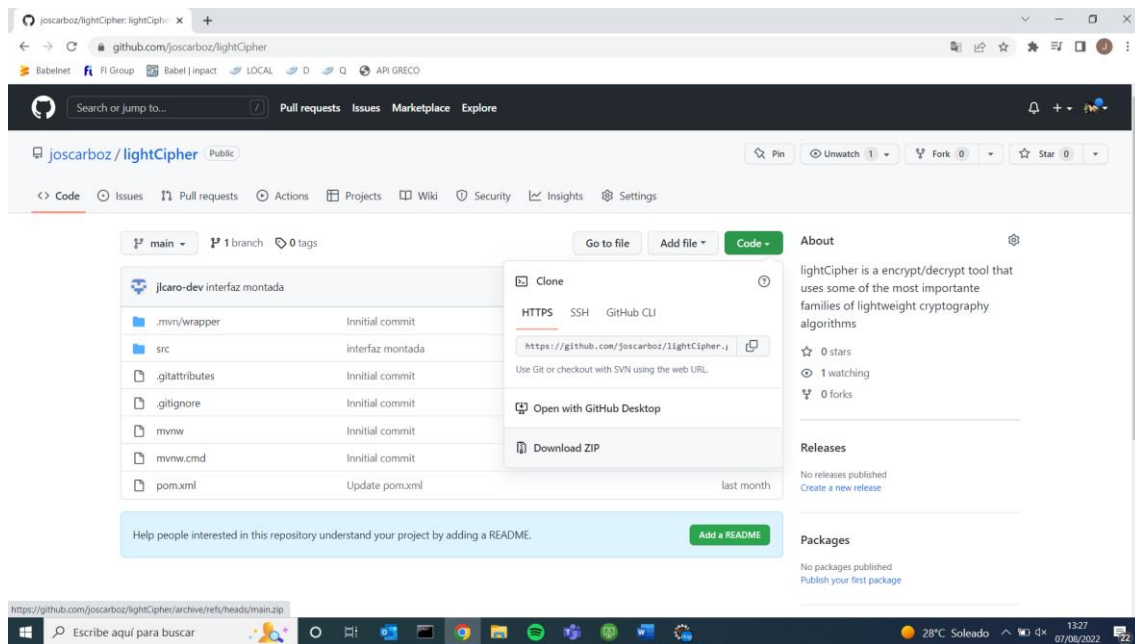 joscarboz/lightCipher: lightCiphe
github.com/joscarboz/lightCipher
Babelnet FI Group Babel | inpact LOCAL D Q API GRECO
Search or jump to... / Pull requests Issues Marketplace Explore
joscarboz / lightCipher Public Pin Unwatch 1 Fork 0 Star 0
Code Issues Pull requests Actions Projects Wiki Security Insights Settings
main 1 branch 0 tags Go to file Add file Code
jlcaro-dev interfaz montada
.mvn/wrapper Innitial commit
src interfaz montada
.gitattributes Innitial commit
.gitignore Innitial commit
mvnw Innitial commit
mvnw.cmd Innitial commit
pom.xml Update pom.xml last month
Clone
HTTPS SSH GitHub CLI
https://github.com/joscarboz/lightCipher.
Use Git or checkout with SVN using the web URL.
Open with GitHub Desktop
Download ZIP
Help people interested in this repository understand your project by adding a README. Add a README
About
lightCipher is a encrypt/decrypt tool that
uses some of the most importante
families of lightweight cryptography
algorithms
0 stars
1 watching
0 forks
Releases
No releases published
Create a new release
Packages
No packages published
Publish your first package
https://github.com/joscarboz/lightCipher/archive/refs/heads/main.zip
Escribe aquí para buscar 28°C Soleado 13:27
07/08/2022 22